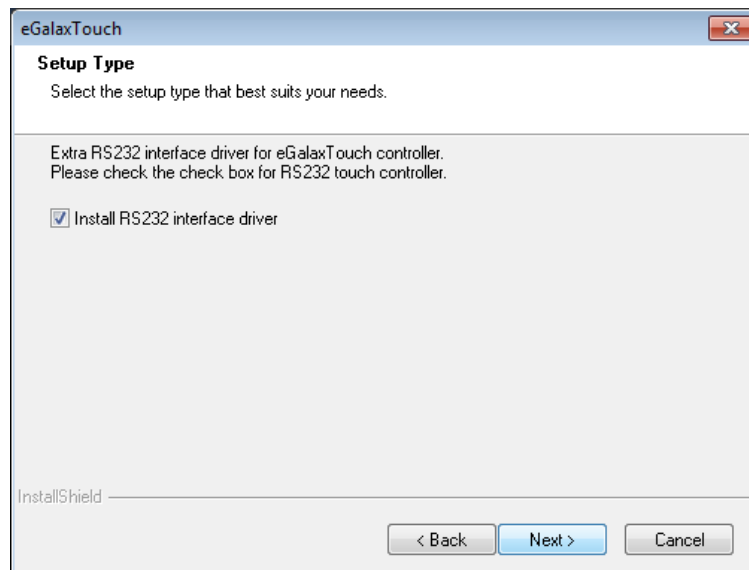 eGalaxTouch
Setup Type
Select the setup type that best suits your needs.
Extra RS232 interface driver for eGalaxTouch controller.
Please check the check box for RS232 touch controller.
Install RS232 interface driver
InstallShield
< Back
Next >
Cancel